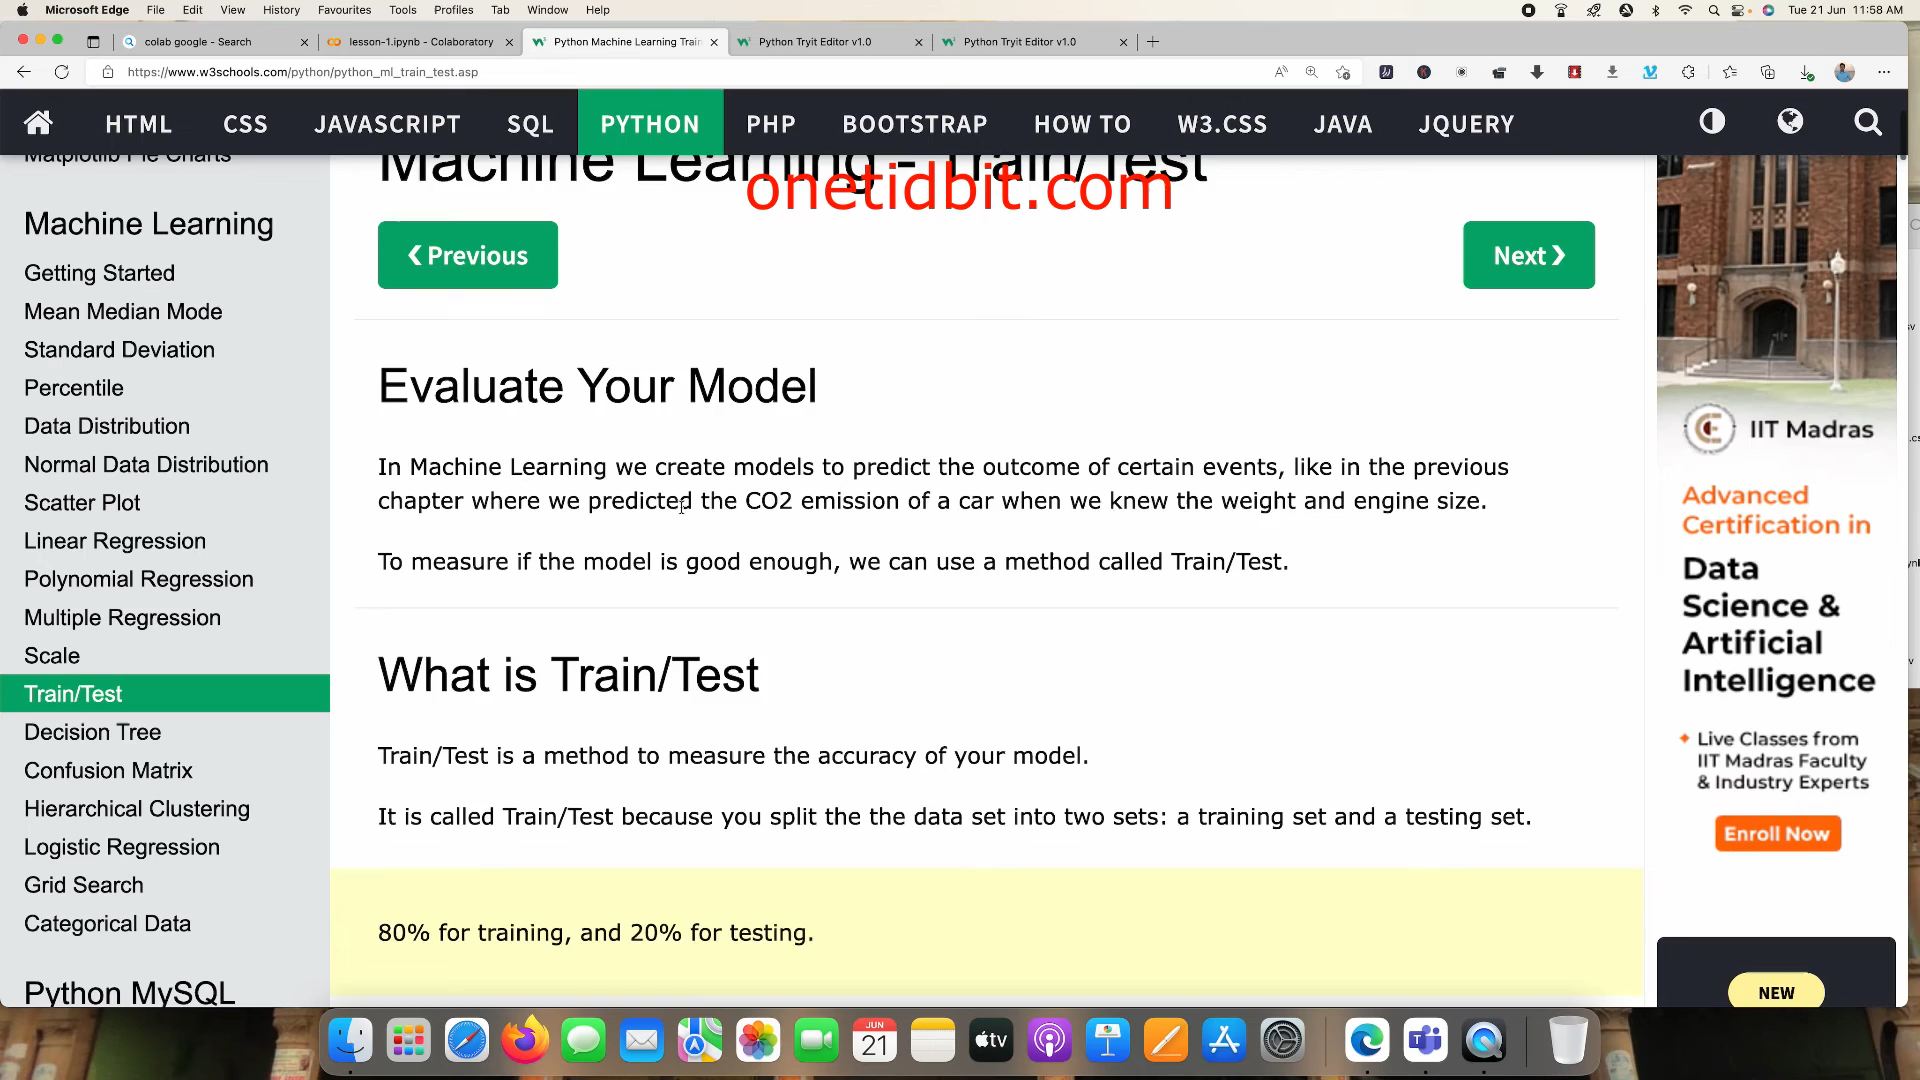 Microsoft Edge File Edit View History Favourites Tools Profiles Tab Window Help Tue 21 Jun 11:58 AM
colab google - Search lesson-1.ipynb - Colaboratory Python Machine Learning Train Python Tryit Editor v1.0 Python Tryit Editor v1.0
https://www.w3schools.com/python/python_ml_train_test.asp
HTML CSS JAVASCRIPT SQL PYTHON PHP BOOTSTRAP HOW TO W3.CSS JAVA JQUERY
Matplotlib Pie Charts
Machine Learning - Train/Test
onetidbit.com
Machine Learning
❮ Previous
Next ❯
Getting Started
Mean Median Mode
Standard Deviation
Percentile
Data Distribution
Normal Data Distribution
Scatter Plot
Linear Regression
Polynomial Regression
Multiple Regression
Scale
Train/Test
Decision Tree
Confusion Matrix
Hierarchical Clustering
Logistic Regression
Grid Search
Categorical Data
Python MySQL
Evaluate Your Model
In Machine Learning we create models to predict the outcome of certain events, like in the previous
chapter where we predicted the CO2 emission of a car when we knew the weight and engine size.
To measure if the model is good enough, we can use a method called Train/Test.
What is Train/Test
Train/Test is a method to measure the accuracy of your model.
It is called Train/Test because you split the the data set into two sets: a training set and a testing set.
80% for training, and 20% for testing.
IIT Madras
Advanced
Certification in
Data
Science &
Artificial
Intelligence
Live Classes from
IIT Madras Faculty
& Industry Experts
Enroll Now
NEW
JUN
21
tv